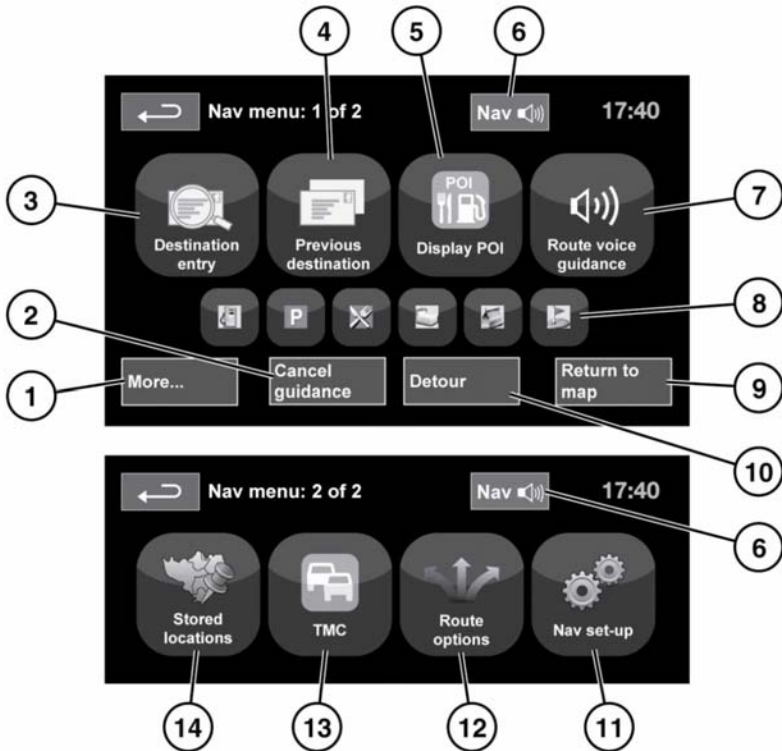 4
5
6
Nav menu: 1 of 2
Nav
17:40
3
POI
7
Destination
entry
Previous
destination
Display POI
Route voice
guidance
2
P
8
1
More...
Cancel
guidance
Detour
Return to
map
9
10
Nav menu: 2 of 2
Nav
17:40
6
Stored
locations
TMC
Route
options
Nav set-up
14
13
12
11